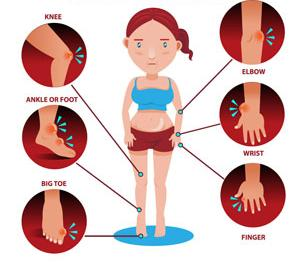 KNEE
ANKLE OR FOOT
BIG TOE
ELBOW
WRIST
FINGER